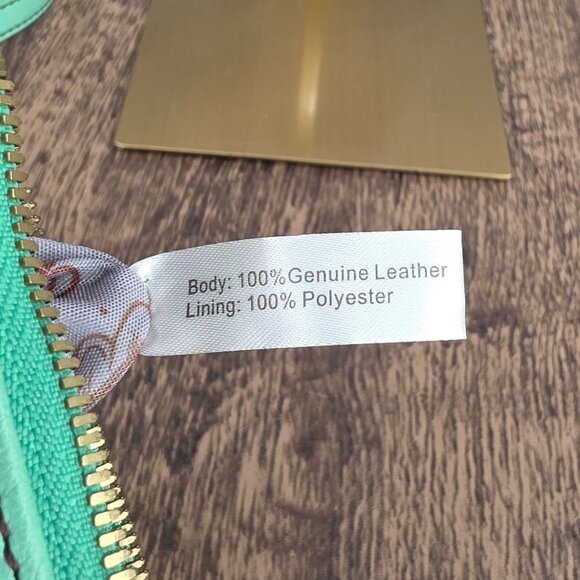 Body: 100%Genuine Leather
Lining: 100% Polyester